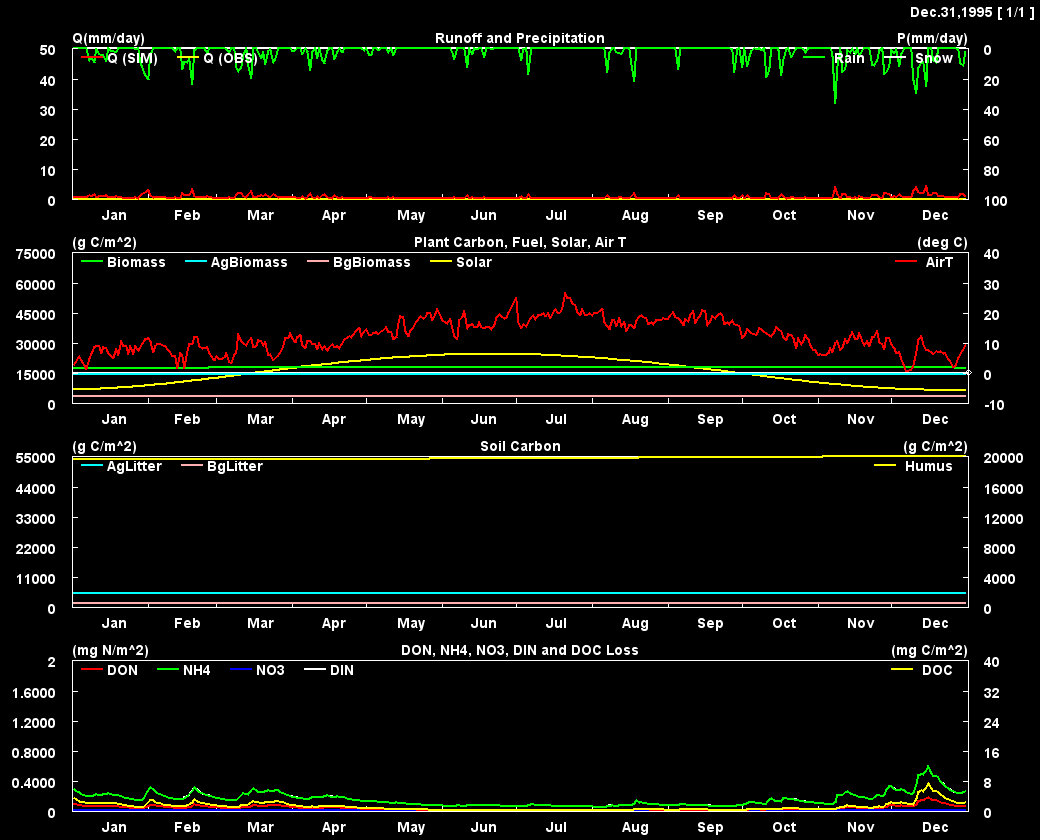 Dec.31,1995 [ 1/1 ]
Q(mm/day) Runoff and Precipitation P(mm/day)
50 0
Q (SIM) Q (OBS) Rain Snow
40 20
30 40
20 60
10 80
0 100
Jan Feb Mar Apr May Jun Jul Aug Sep Oct Nov Dec
(g C/m^2) Plant Carbon, Fuel, Solar, Air T (deg C)
75000 40
Biomass AgBiomass BgBiomass Solar AirT
60000 30
45000 20
30000 10
15000 0
0 -10
Jan Feb Mar Apr May Jun Jul Aug Sep Oct Nov Dec
(g C/m^2) Soil Carbon (g C/m^2)
55000 20000
AgLitter BgLitter Humus
44000 16000
33000 12000
22000 8000
11000 4000
0 0
Jan Feb Mar Apr May Jun Jul Aug Sep Oct Nov Dec
(mg N/m^2) DON, NH4, NO3, DIN and DOC Loss (mg C/m^2)
2 40
DON NH4 NO3 DIN DOC
1.6000 32
1.2000 24
0.8000 16
0.4000 8
0 0
Jan Feb Mar Apr May Jun Jul Aug Sep Oct Nov Dec